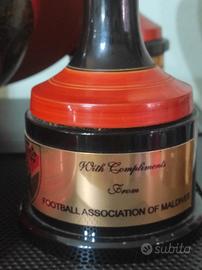 With Compliments
From
FOOTBALL ASSOCIATION OF MALDIVES
subito